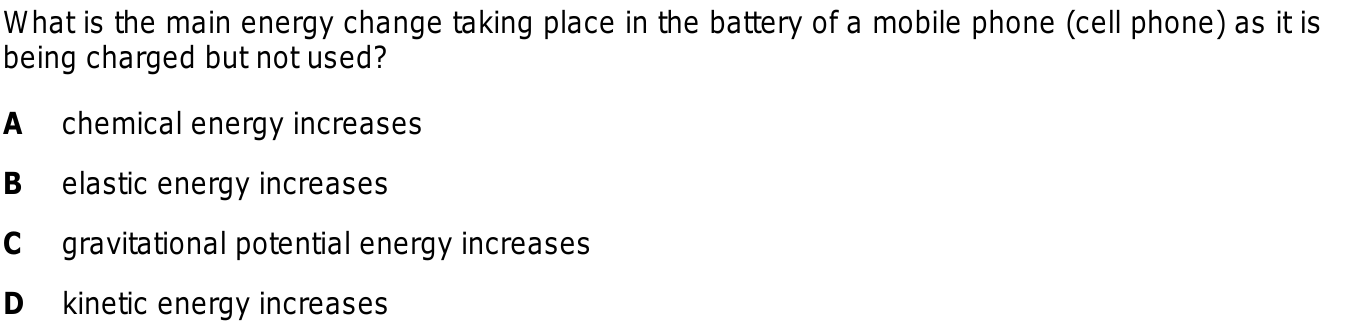 What is the main energy change taking place in the battery of a mobile phone (cell phone) as it is
being charged but not used?
A chemical energy increases
B elastic energy increases
C gravitational potential energy increases
D kinetic energy increases